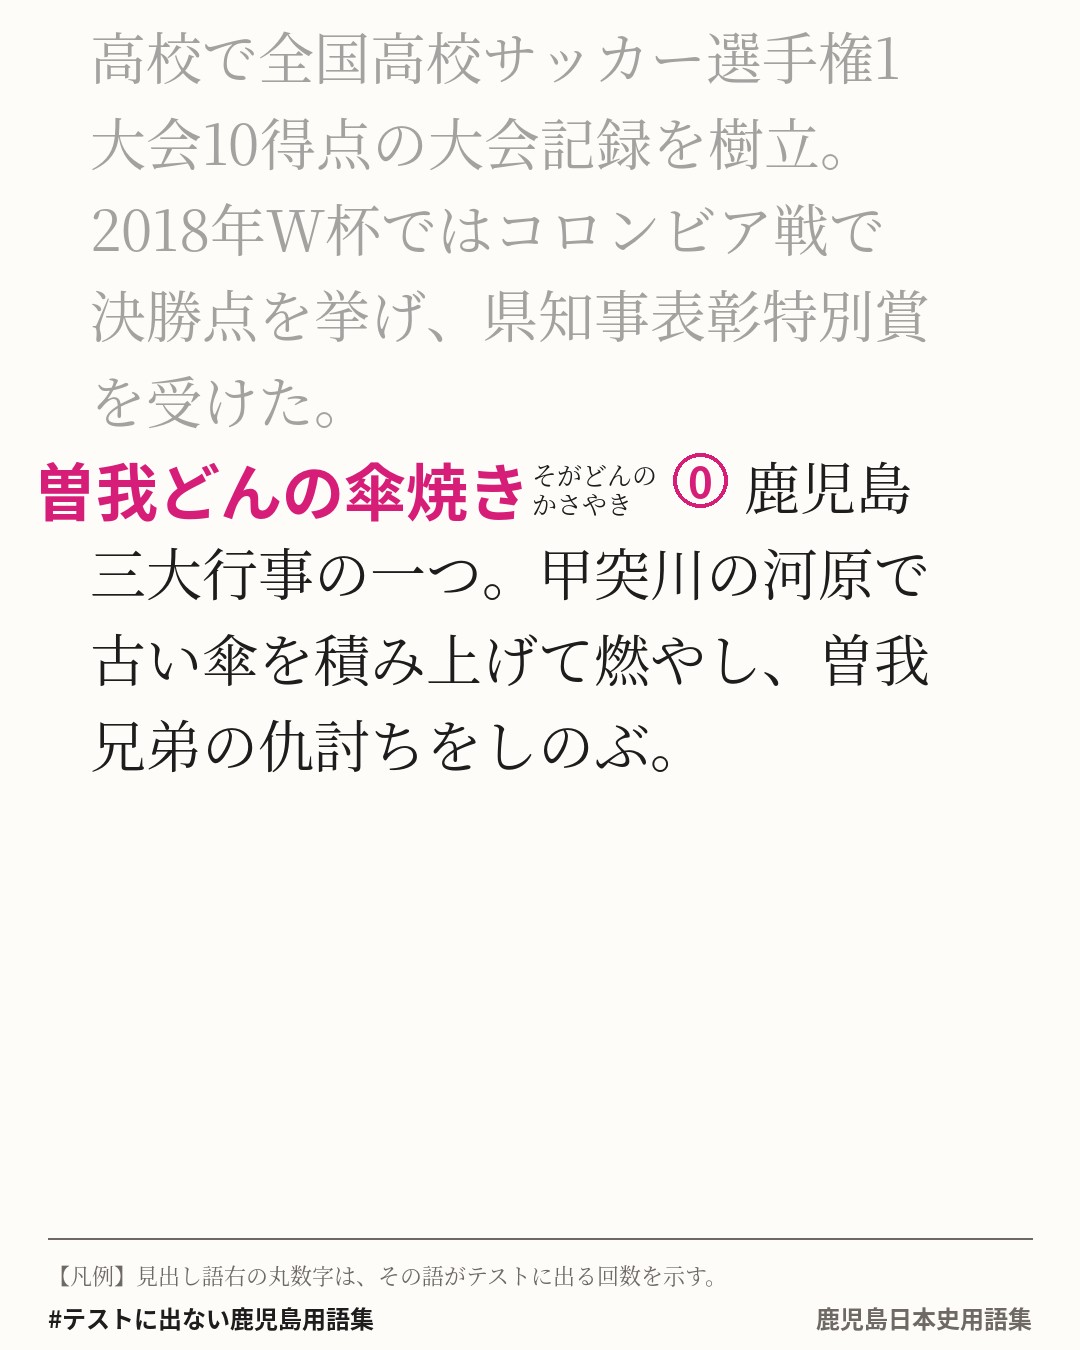 高校で全国高校サッカー選手権1
大会10得点の大会記録を樹立。
2018年W杯ではコロンビア戦で
決勝点を挙げ、県知事表彰特別賞
を受けた。
曽我どんの傘焼き そがどんの かさやき ⓪ 鹿児島
三大行事の一つ。甲突川の河原で
古い傘を積み上げて燃やし、曽我
兄弟の仇討ちをしのぶ。
【凡例】見出し語右の丸数字は、その語がテストに出る回数を示す。
#テストに出ない鹿児島用語集
鹿児島日本史用語集